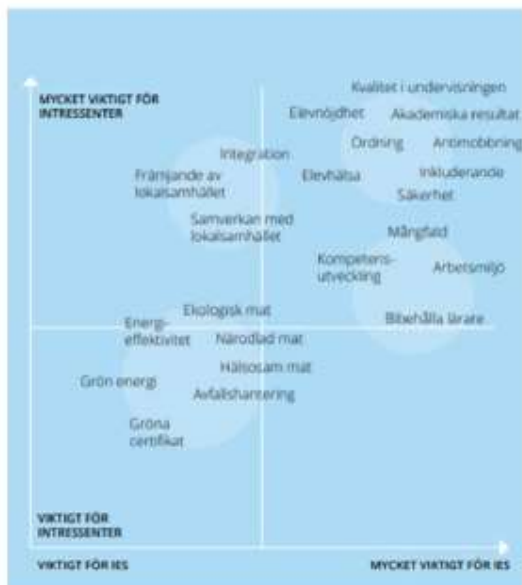 Kvalitet i undervisningen
MYCKET VIKTIGT FÖR
INTRESSENTER
Elevnöjdhet
Akademiska resultat
Ordning
Antimobbning
Integration
Främjande av
lokalsamhället
Elevhälsa
Inkluderande
Säkerhet
Samverkan med
lokalsamhället
Mångfald
Kompetens-
utveckling
Arbetsmiljö
Ekologisk mat
Energi-
effektivitet
Bibehålla lärare
Närodlad mat
Hälsosam mat
Grön energi
Avfallshantering
Gröna
certifikat
VIKTIGT FÖR
INTRESSENTER
VIKTIGT FÖR IES
MYCKET VIKTIGT FÖR IES